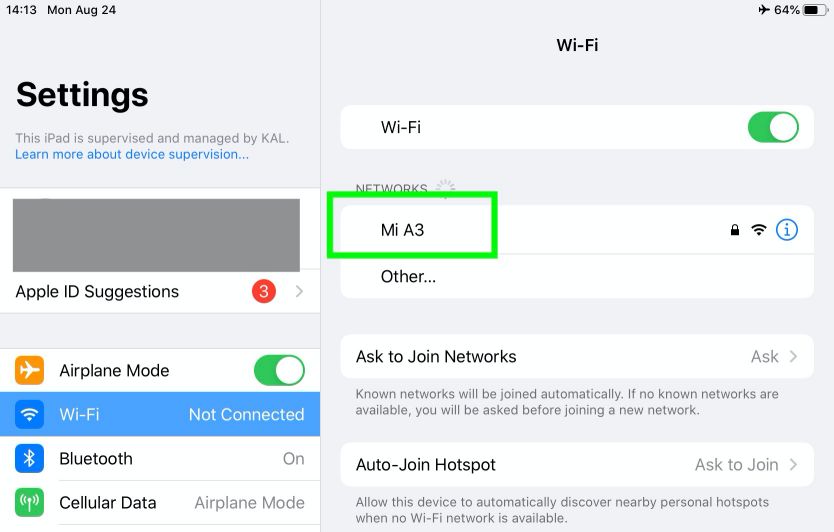 14:13 Mon Aug 24
64%
Settings
This iPad is supervised and managed by KAL.
Learn more about device supervision...
Apple ID Suggestions 3
Airplane Mode
Wi-Fi Not Connected
Bluetooth On
Cellular Data Airplane Mode
Wi-Fi
Wi-Fi
NETWORKS
Mi A3
Other...
Ask to Join Networks Ask
Known networks will be joined automatically. If no known networks are
available, you will be asked before joining a new network.
Auto-Join Hotspot Ask to Join
Allow this device to automatically discover nearby personal hotspots
when no Wi-Fi network is available.